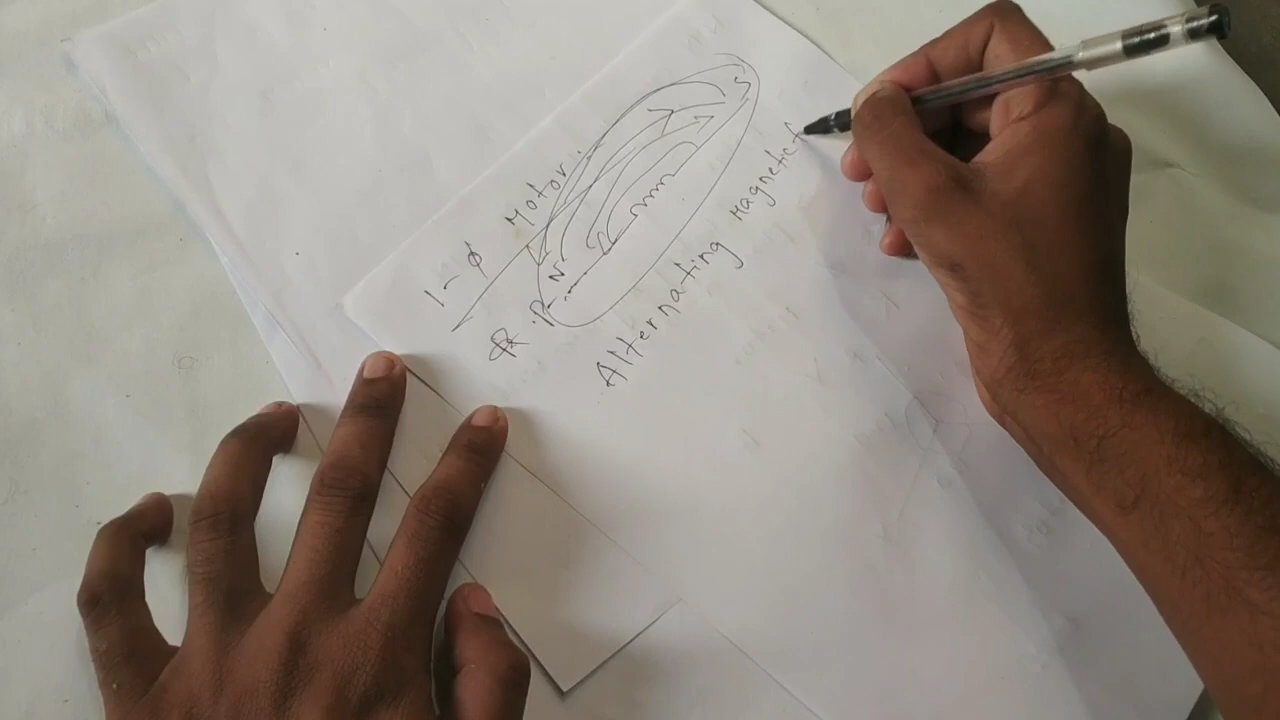 1-ϕ Motor
S
N
Alternating Magnetic f